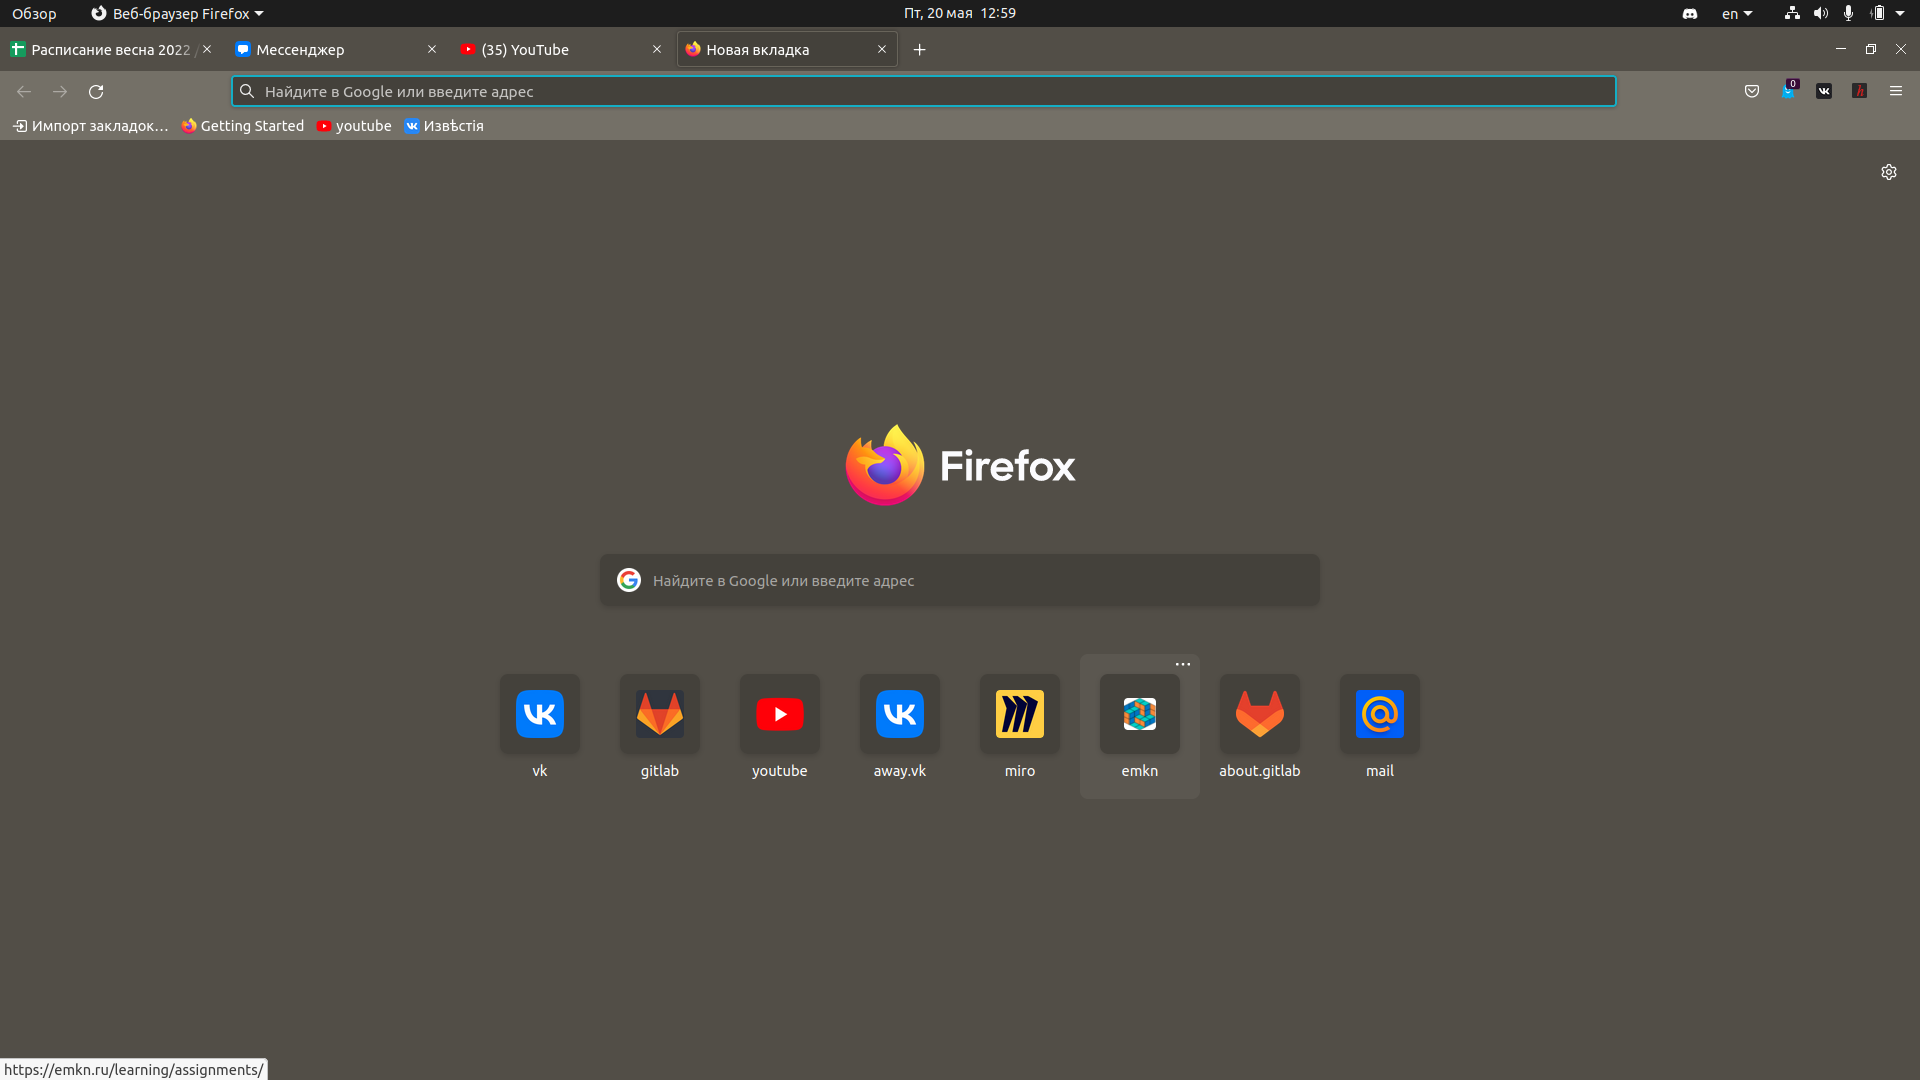 Обзор Веб-браузер Firefox Пт, 20 мая 12:59 en
Расписание весна 2022 Мессенджер (35) YouTube Новая вкладка
Найдите в Google или введите адрес 0
Импорт закладок… Getting Started youtube Извѣстія
Firefox
Найдите в Google или введите адрес
vk gitlab youtube away.vk miro emkn about.gitlab mail
https://emkn.ru/learning/assignments/